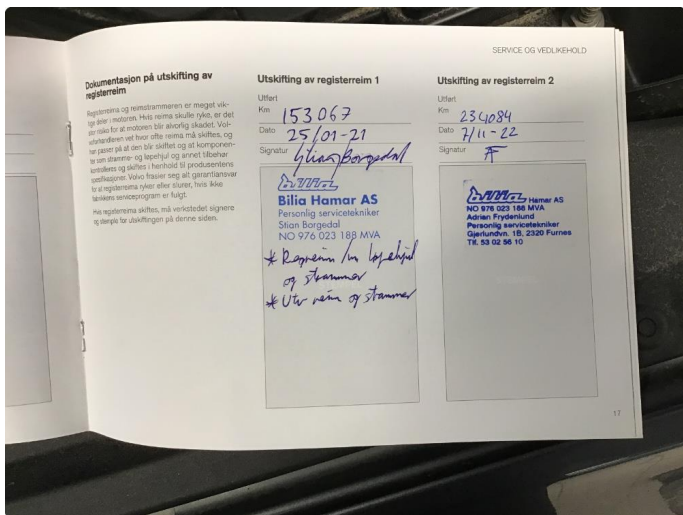 SERVICE OG VEDLIKEHOLD
Dokumentasjon på utskifting av
registerreim
Registerreima og reimstrammeren er meget vik-
tige deler i motoren. Hvis reima skulle ryke, er det
stor risiko for at motoren blir alvorlig skadet. Vol-
voforhandleren vet hvor ofte reima må skiftes, og
han passer på at den blir skiftet og at komponen-
ter som stramme- og løpehjul og annet tilbehør
kontrolleres og skiftes i henhold til produsentens
spesifikasjoner. Volvo frasier seg alt garantiansvar
for at registerreima ryker eller slurer, hvis ikke
fabrikkens serviceprogram er fulgt.
Hvis registerreima skiftes, må verkstedet signere
og stemple for utskiftingen på denne siden.
Utskifting av registerreim 1
Utført
Km 153067
Dato 25/01-21
Signatur Stian Borgedal
Bilia
Bilia Hamar AS
Personlig servicetekniker
Stian Borgedal
NO 976 023 188 MVA
* Regreim m løpehjul
og strammer
* Utv reim og strammer
Utskifting av registerreim 2
Utført
Km 234084
Dato 7/11-22
Signatur AF
Bilia Hamar AS
NO 976 023 188 MVA
Adrian Frydenlund
Personlig servicetekniker
Gjerlundvn. 1B, 2320 Furnes
Tlf. 53 02 56 10
17